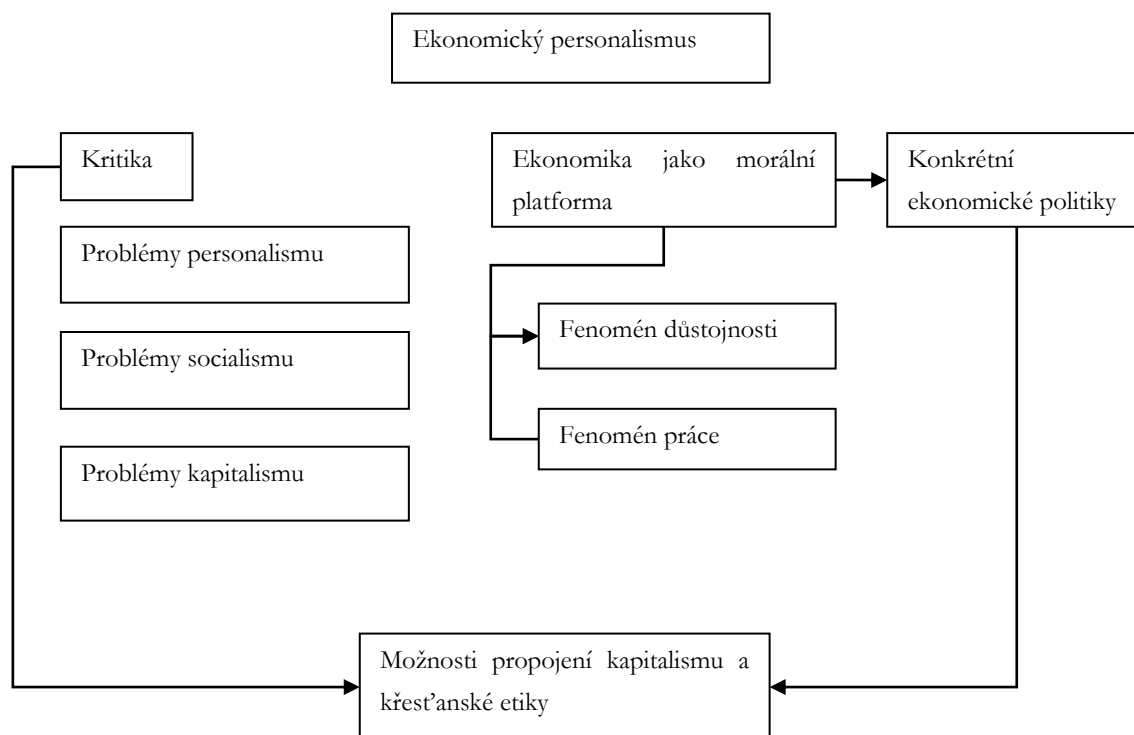 Ekonomický personalismus
Kritika
Problémy personalismu
Problémy socialismu
Problémy kapitalismu
Ekonomika jako morální
platforma
Fenomén důstojnosti
Fenomén práce
Konkrétní
ekonomické politiky
Možnosti propojení kapitalismu a
křesťanské etiky